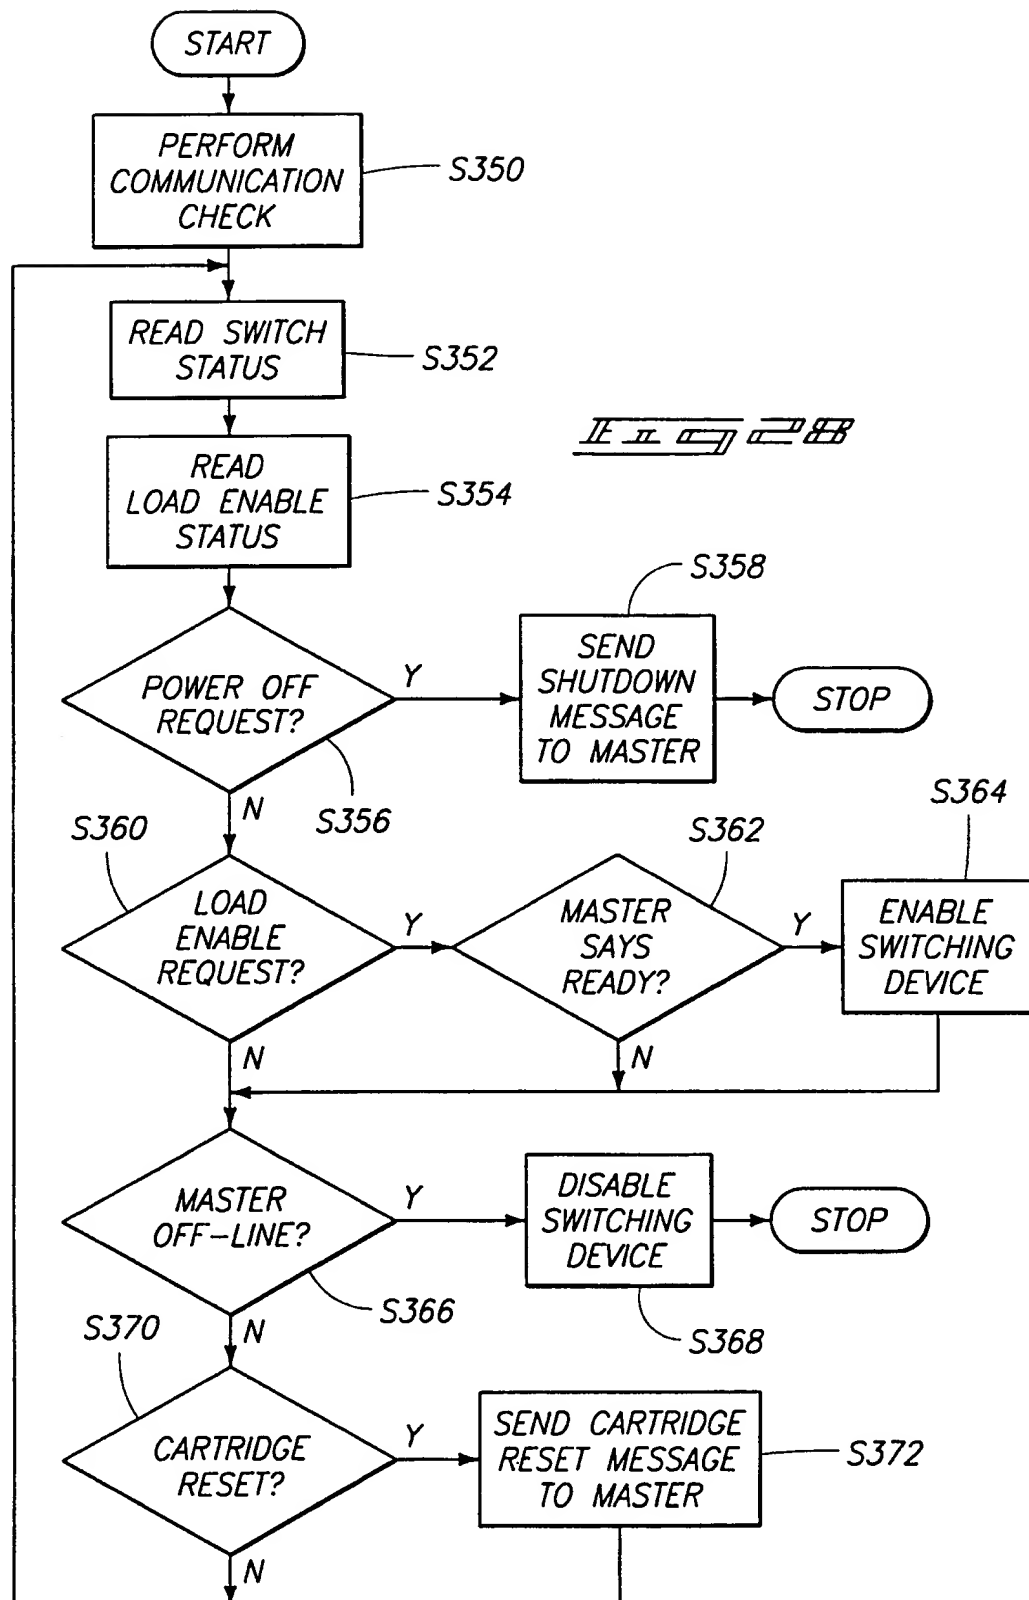 START
PERFORM
COMMUNICATION
CHECK
S350
READ SWITCH
STATUS
S352
Fig 28
READ
LOAD ENABLE
STATUS
S354
S358
SEND
SHUTDOWN
MESSAGE
TO MASTER
STOP
POWER OFF
REQUEST?
Y
N
S356
S360
S362
S364
LOAD
ENABLE
REQUEST?
Y
N
MASTER
SAYS
READY?
Y
N
ENABLE
SWITCHING
DEVICE
MASTER
OFF-LINE?
Y
N
S366
DISABLE
SWITCHING
DEVICE
STOP
S368
S370
CARTRIDGE
RESET?
Y
N
SEND CARTRIDGE
RESET MESSAGE
TO MASTER
S372